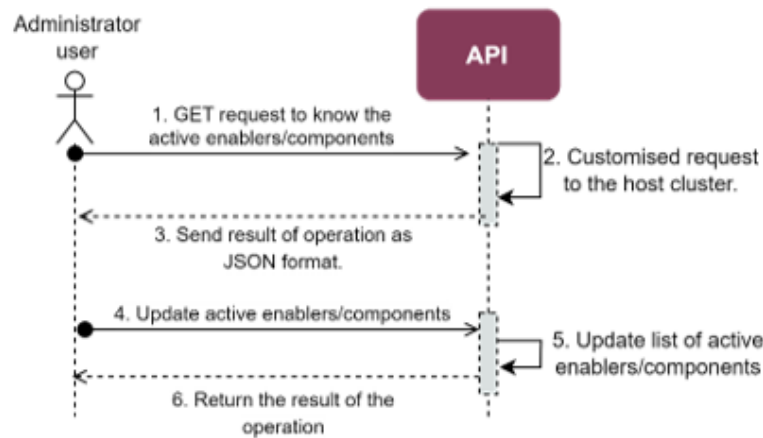 Administrator
user
API
1. GET request to know the
active enablers/components
2. Customised request
to the host cluster.
3. Send result of operation as
JSON format.
4. Update active enablers/components
5. Update list of active
enablers/components
6. Return the result of the
operation